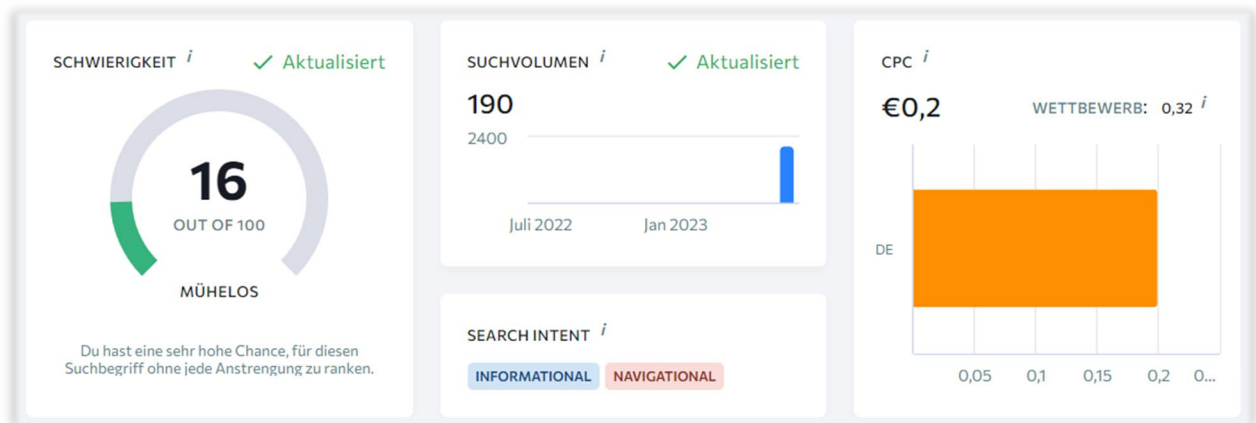 SCHWIERIGKEIT i
Aktualisiert
16
OUT OF 100
MÜHELOS
Du hast eine sehr hohe Chance, für diesen
Suchbegriff ohne jede Anstrengung zu ranken.
SUCHVOLUMEN i
Aktualisiert
190
2400
Juli 2022 Jan 2023
SEARCH INTENT i
INFORMATIONAL NAVIGATIONAL
CPC i
€0,2
WETTBEWERB: 0,32 i
DE
0,05 0,1 0,15 0,2 0...